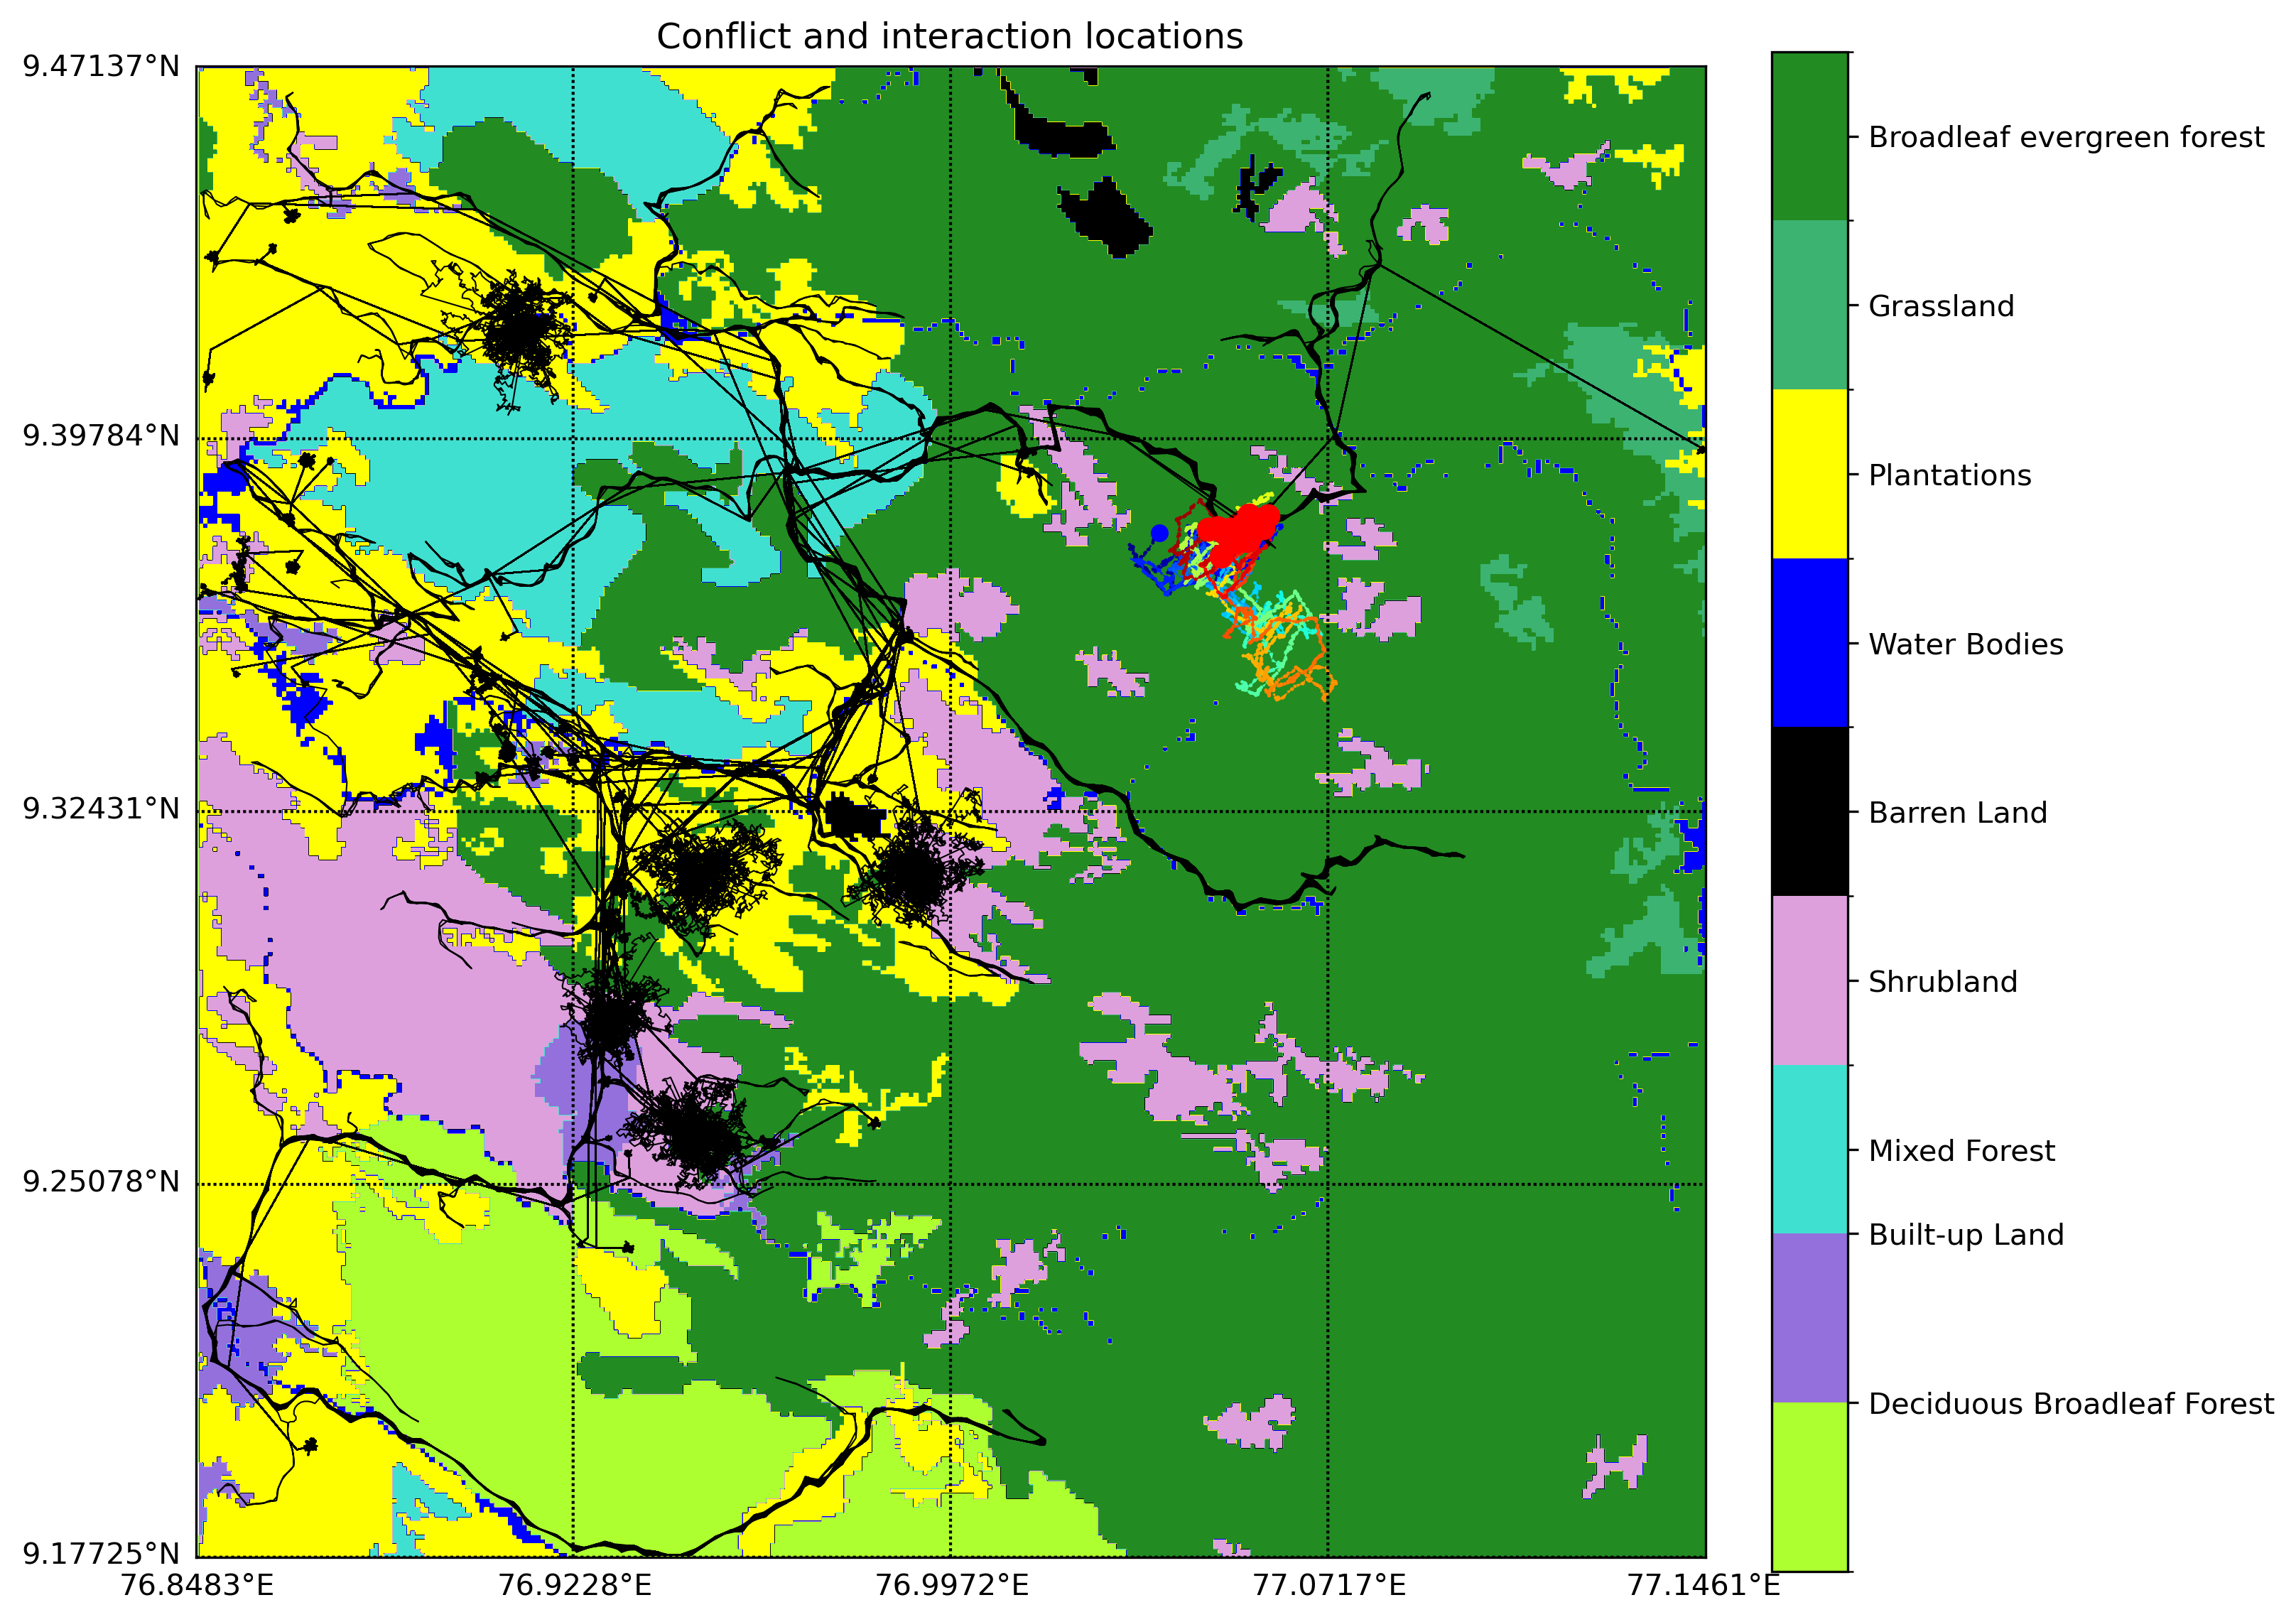 Conflict and interaction locations
9.47137°N
9.39784°N
9.32431°N
9.25078°N
9.17725°N
76.8483°E
76.9228°E
76.9972°E
77.0717°E
77.1461°E
Broadleaf evergreen forest
Grassland
Plantations
Water Bodies
Barren Land
Shrubland
Mixed Forest
Built-up Land
Deciduous Broadleaf Forest